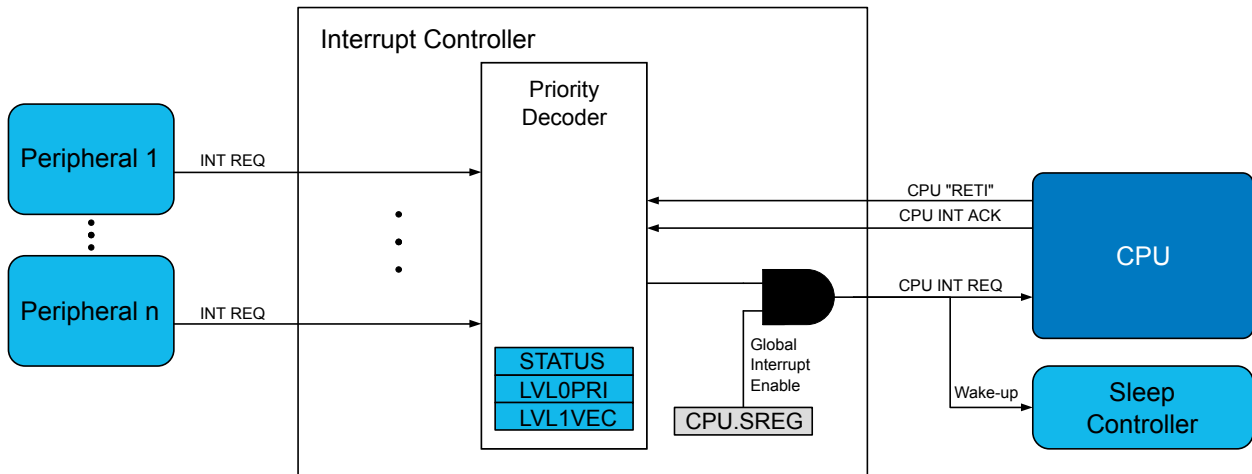 Interrupt Controller
Priority
Decoder
Peripheral 1
INT REQ
CPU "RETI"
CPU INT ACK
CPU
Peripheral n
INT REQ
CPU INT REQ
STATUS
LVL0PRI
LVL1VEC
Global
Interrupt
Enable
CPU.SREG
Wake-up
Sleep
Controller